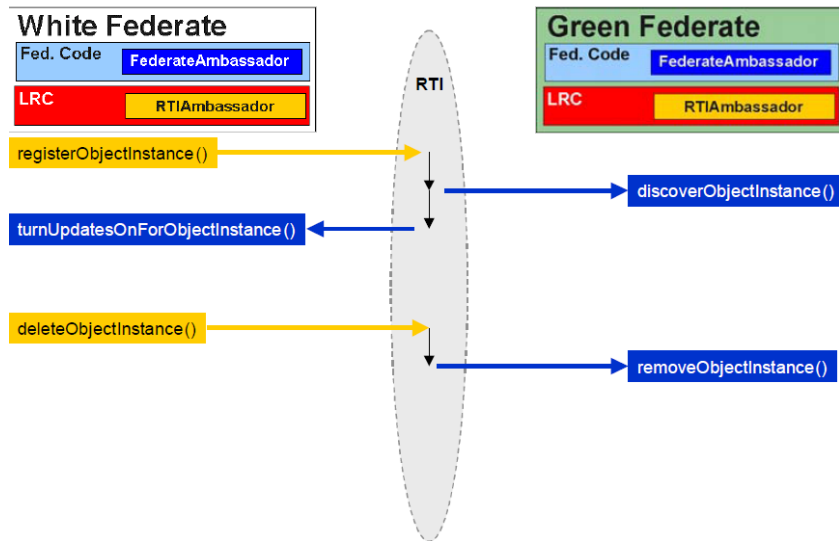 White Federate
Fed. Code
FederateAmbassador
LRC
RTIAmbassador
Green Federate
Fed. Code
FederateAmbassador
LRC
RTIAmbassador
RTI
registerObjectInstance()
discoverObjectInstance()
turnUpdatesOnForObjectInstance()
deleteObjectInstance()
removeObjectInstance()